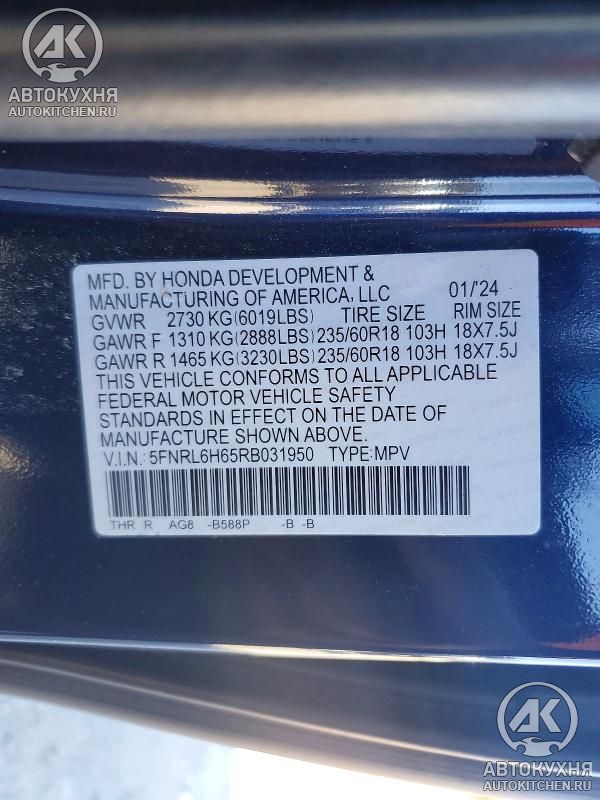 АК
АВТОКУХНЯ
AUTOKITCHEN.RU
MFD. BY HONDA DEVELOPMENT &
MANUFACTURING OF AMERICA, LLC 01/'24
GVWR 2730 KG(6019LBS) TIRE SIZE RIM SIZE
GAWR F 1310 KG(2888LBS) 235/60R18 103H 18X7.5J
GAWR R 1465 KG(3230LBS) 235/60R18 103H 18X7.5J
THIS VEHICLE CONFORMS TO ALL APPLICABLE
FEDERAL MOTOR VEHICLE SAFETY
STANDARDS IN EFFECT ON THE DATE OF
MANUFACTURE SHOWN ABOVE.
V.I.N.: 5FNRL6H65RB031950 TYPE:MPV
THR R AG8 -B588P -B -B
АК
АВТОКУХНЯ
AUTOKITCHEN.RU